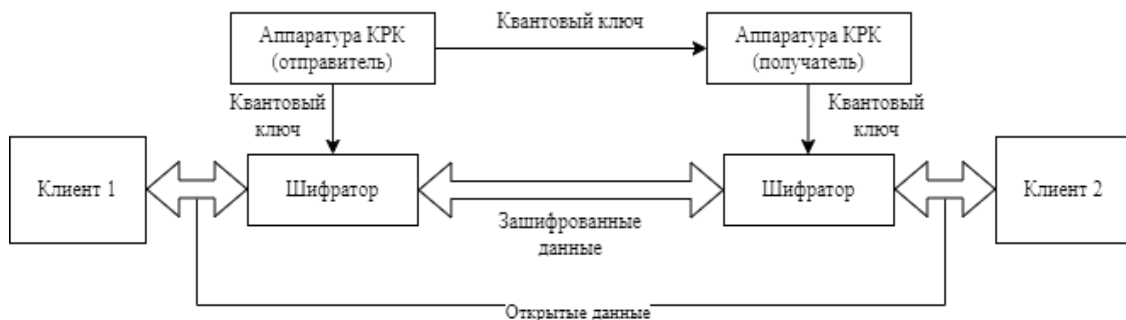 Квантовый ключ
Аппаратура КРК
(отправитель)
Аппаратура КРК
(получатель)
Квантовый
ключ
Квантовый
ключ
Клиент 1
Шифратор
Шифратор
Клиент 2
Зашифрованные
данные
Открытые данные